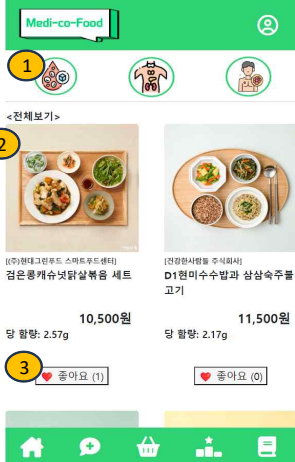 Medi-co-Food
1
<전체보기>
2
[(주)현대그린푸드 스마트푸드센터]
검은콩캐슈넛닭살볶음 세트
10,500원
당 함량: 2.57g
3
좋아요 (1)
[건강한사람들 주식회사]
D1현미수수밥과 삼삼숙주불
고기
11,500원
당 함량: 2.17g
좋아요 (0)